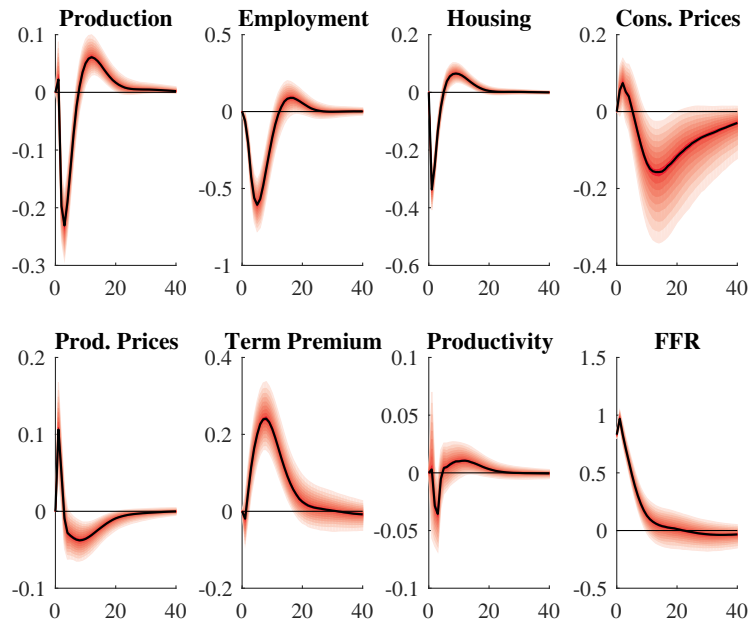 Production Employment Housing Cons. Prices
0.1 0.5 0.2 0.2
0 0 0 0
-0.1 -0.5 -0.2 -0.2
-0.2 -1 -0.4 -0.4
-0.3 -0.6
0 20 40 0 20 40 0 20 40 0 20 40
Prod. Prices Term Premium Productivity FFR
0.2 0.4 0.1 1.5
0.1 0.2 0.05 1
0 0 0 0.5
-0.1 -0.2 -0.05 0
-0.1 -0.5
0 20 40 0 20 40 0 20 40 0 20 40